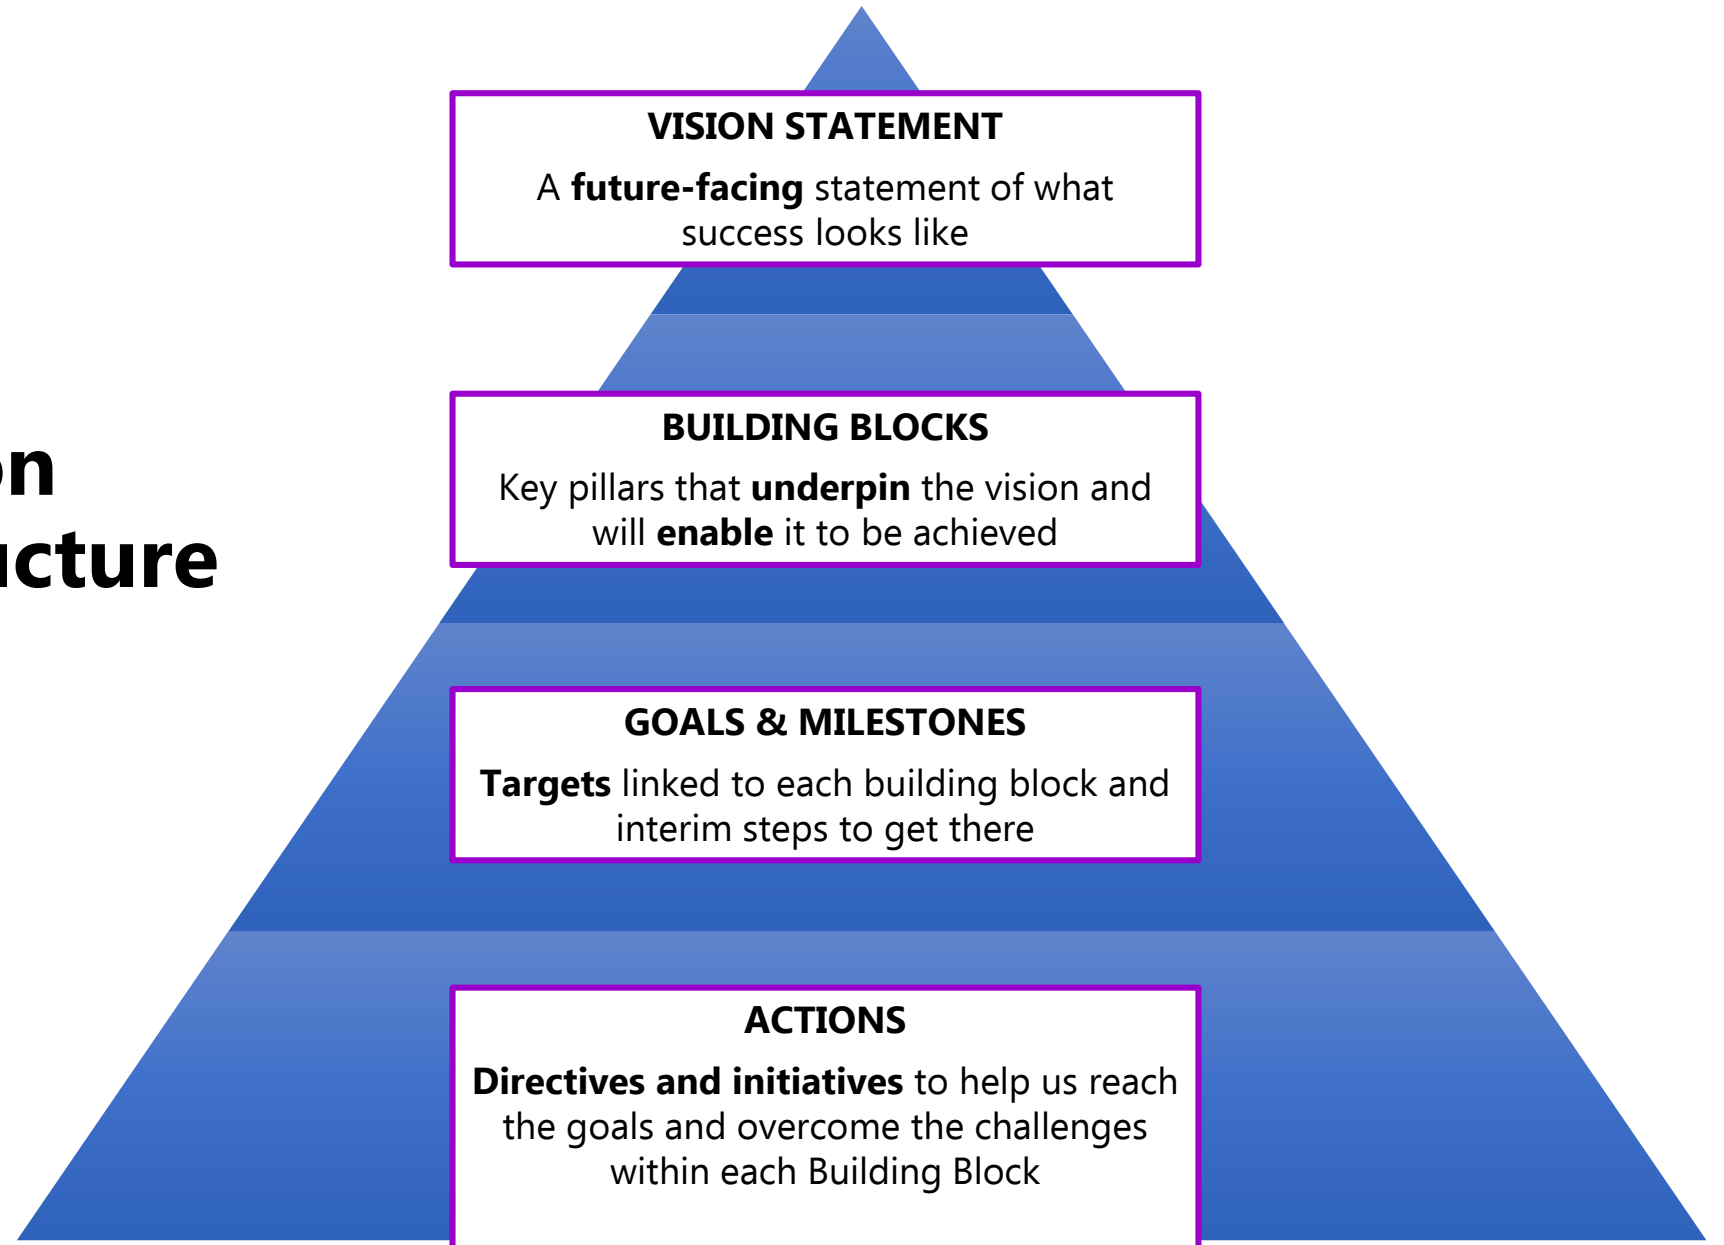 VISION STATEMENT
A future-facing statement of what
success looks like
BUILDING BLOCKS
Key pillars that underpin the vision and
will enable it to be achieved
on
ucture
GOALS & MILESTONES
Targets linked to each building block and
interim steps to get there
ACTIONS
Directives and initiatives to help us reach
the goals and overcome the challenges
within each Building Block